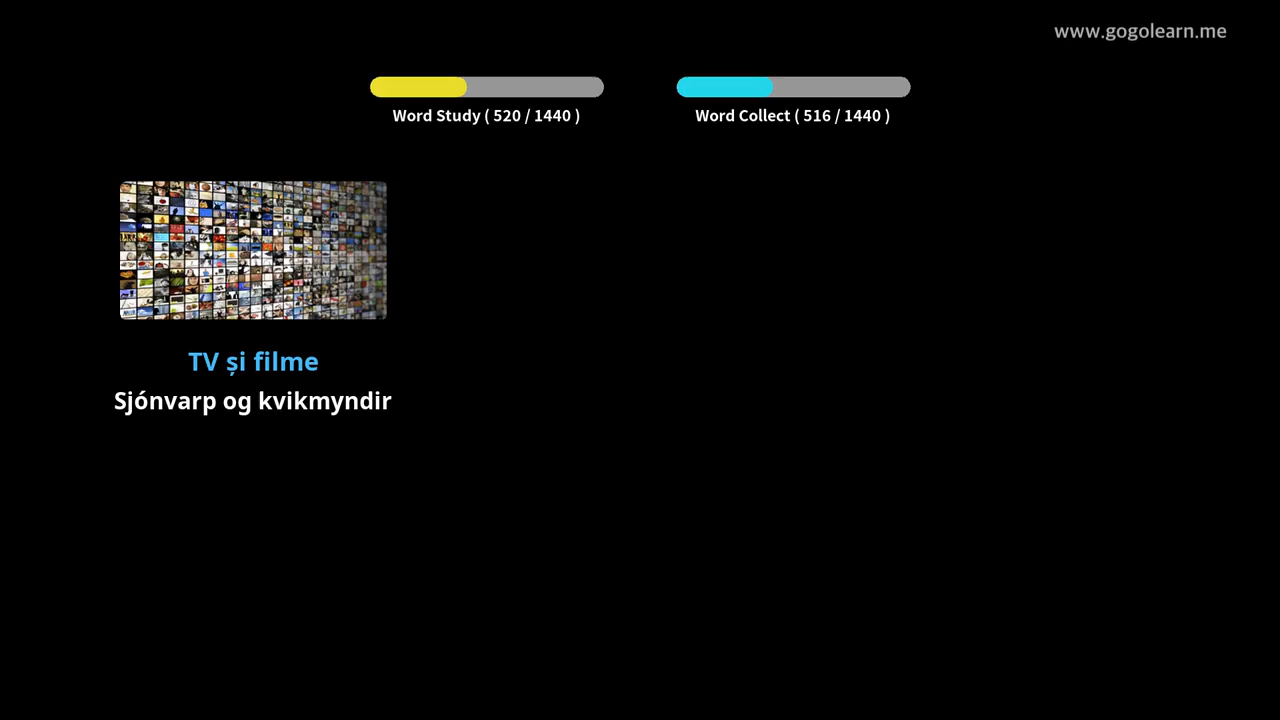 www.gogolearn.me
Word Study ( 520 / 1440 )
Word Collect ( 516 / 1440 )
TV și filme
Sjónvarp og kvikmyndir